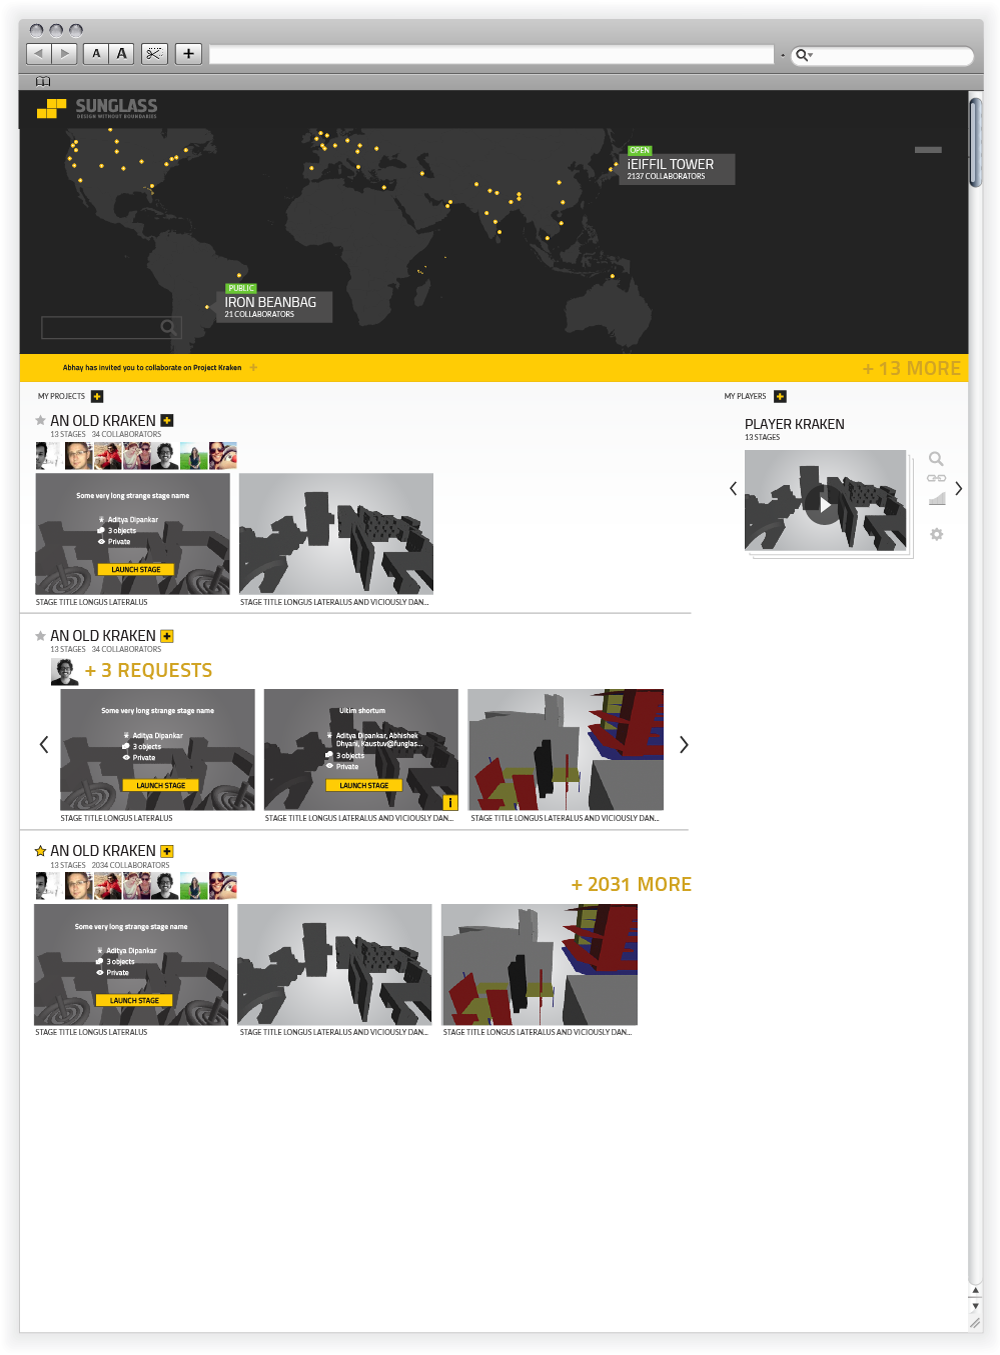 A A
SUNGLASS
DESIGN WITHOUT BOUNDARIES
OPEN
iEIFFIL TOWER
2137 COLLABORATORS
PUBLIC
IRON BEANBAG
21 COLLABORATORS
Abhay has invited you to collaborate on Project Kraken +
+ 13 MORE
MY PROJECTS +
MY PLAYERS +
AN OLD KRAKEN +
13 STAGES 34 COLLABORATORS
PLAYER KRAKEN
13 STAGES
Some very long strange stage name
Aditya Dipankar
3 objects
Private
LAUNCH STAGE
STAGE TITLE LONGUS LATERALUS
STAGE TITLE LONGUS LATERALUS AND VICIOUSLY DAN...
AN OLD KRAKEN +
13 STAGES 34 COLLABORATORS
+ 3 REQUESTS
Some very long strange stage name
Aditya Dipankar
3 objects
Private
LAUNCH STAGE
Ultim shortum
Aditya Dipankar, Abhishek
Dhyani, Kaustuv@funglas...
3 objects
Private
LAUNCH STAGE
i
STAGE TITLE LONGUS LATERALUS
STAGE TITLE LONGUS LATERALUS AND VICIOUSLY DAN...
STAGE TITLE LONGUS LATERALUS AND VICIOUSLY DAN...
AN OLD KRAKEN +
13 STAGES 2034 COLLABORATORS
+ 2031 MORE
Some very long strange stage name
Aditya Dipankar
3 objects
Private
LAUNCH STAGE
STAGE TITLE LONGUS LATERALUS
STAGE TITLE LONGUS LATERALUS AND VICIOUSLY DAN...
STAGE TITLE LONGUS LATERALUS AND VICIOUSLY DAN...